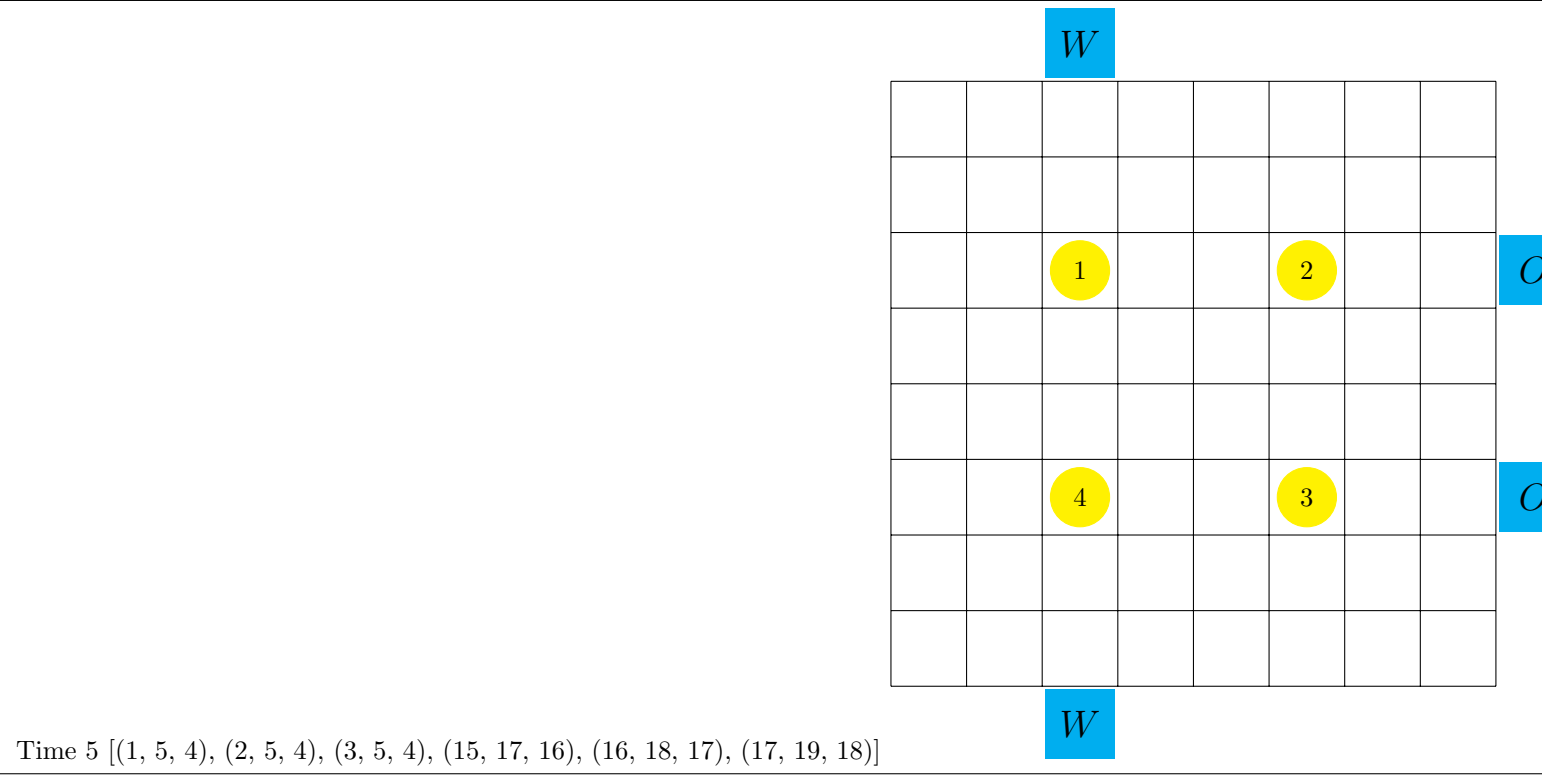 W
1 2
4 3
W
Time 5 [(1, 5, 4), (2, 5, 4), (3, 5, 4), (15, 17, 16), (16, 18, 17), (17, 19, 18)]